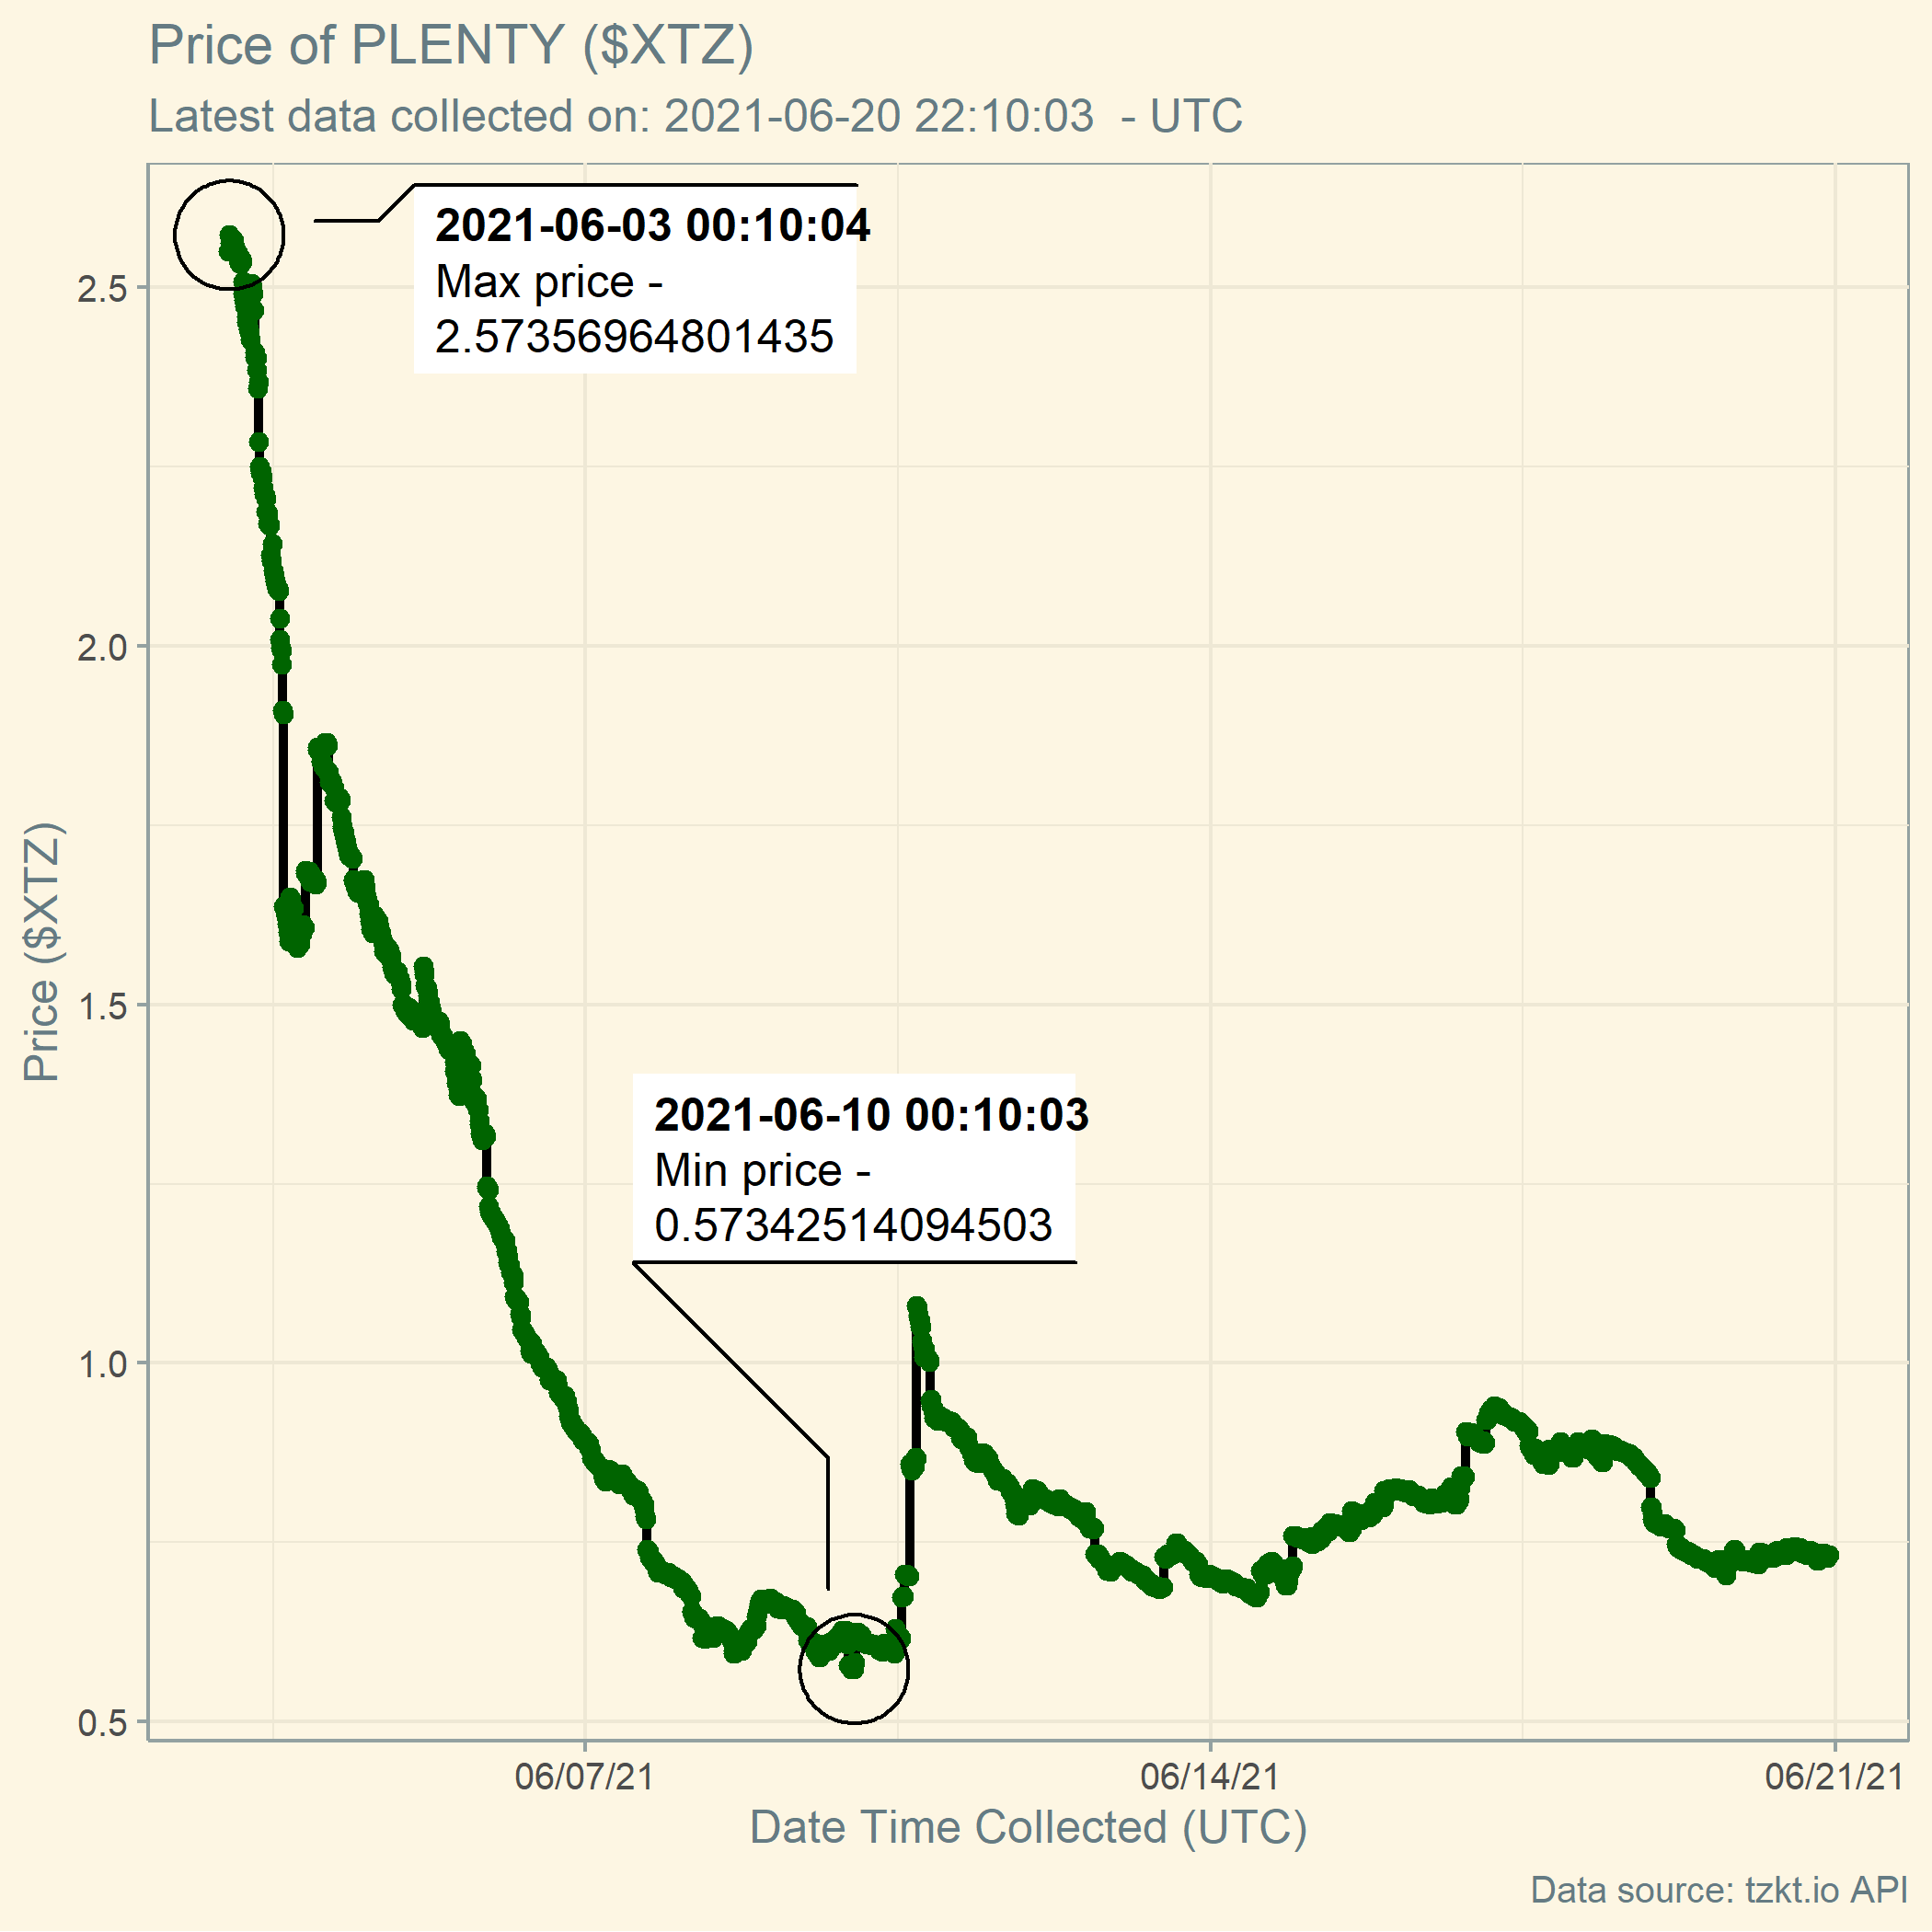 Price of PLENTY ($XTZ)
Latest data collected on: 2021-06-20 22:10:03  - UTC
2021-06-03 00:10:04
Max price -
2.57356964801435
2.5
2.0
1.5
1.0
0.5
Price ($XTZ)
2021-06-10 00:10:03
Min price -
0.57342514094503
06/07/21
06/14/21
06/21/21
Date Time Collected (UTC)
Data source: tzkt.io API